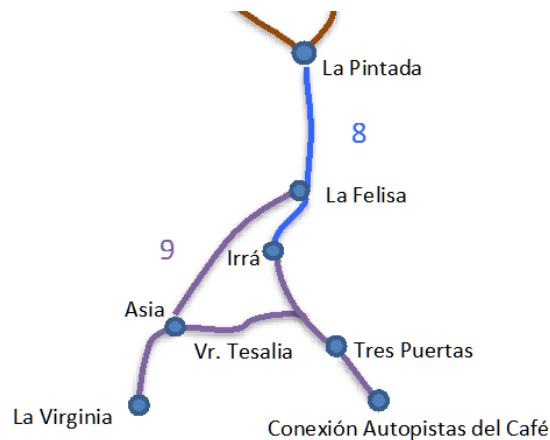 La Pintada
8
La Felisa
9
Irrá
Asia
Vr. Tesalia
Tres Puertas
La Virginia
Conexión Autopistas del Café